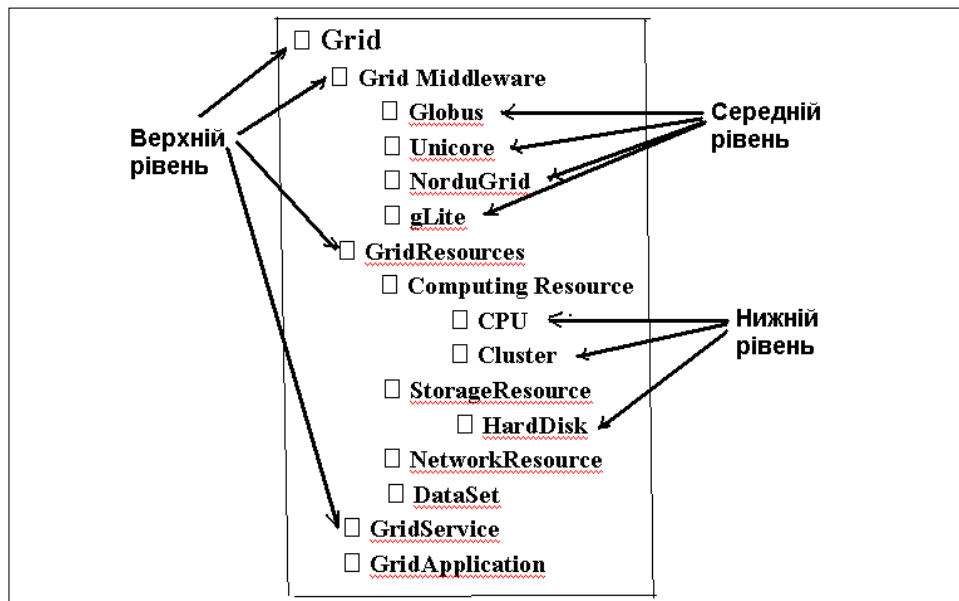 Grid
Grid Middleware
Globus
Unicore
NorduGrid
gLite
GridResources
Computing Resource
CPU
Cluster
StorageResource
HardDisk
NetworkResource
DataSet
GridService
GridApplication
Верхній
рівень
Середній
рівень
Нижній
рівень